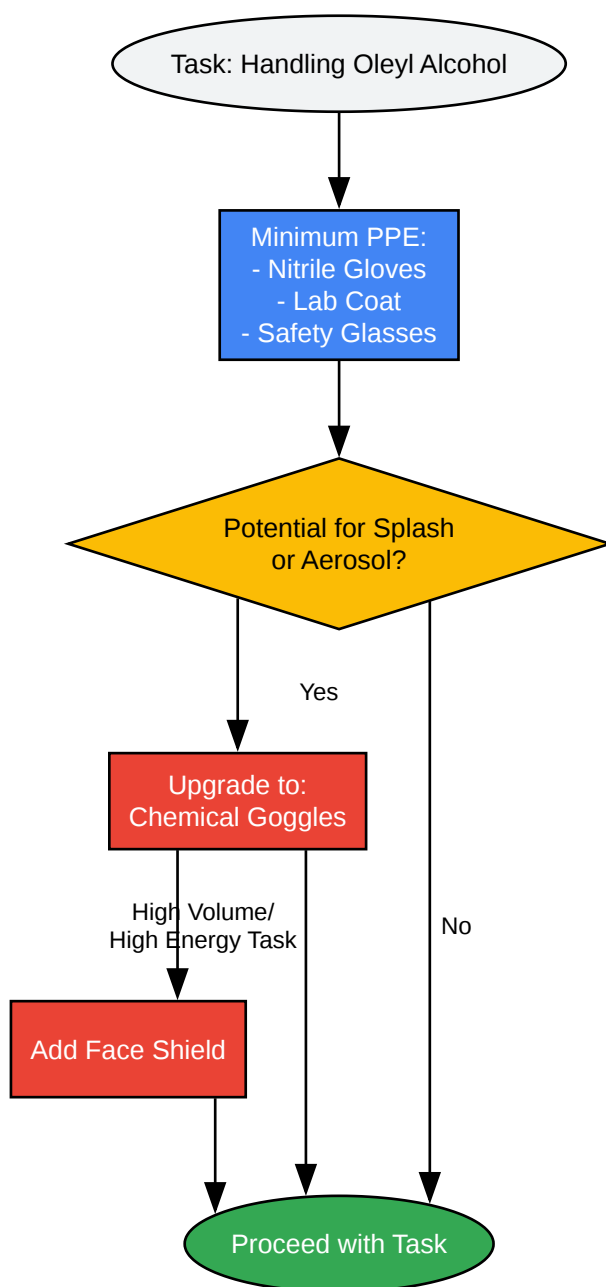 Task: Handling Oleyl Alcohol
Minimum PPE:
- Nitrile Gloves
- Lab Coat
- Safety Glasses
Potential for Splash
or Aerosol?
Yes
Upgrade to:
Chemical Goggles
High Volume/
High Energy Task
No
Add Face Shield
Proceed with Task